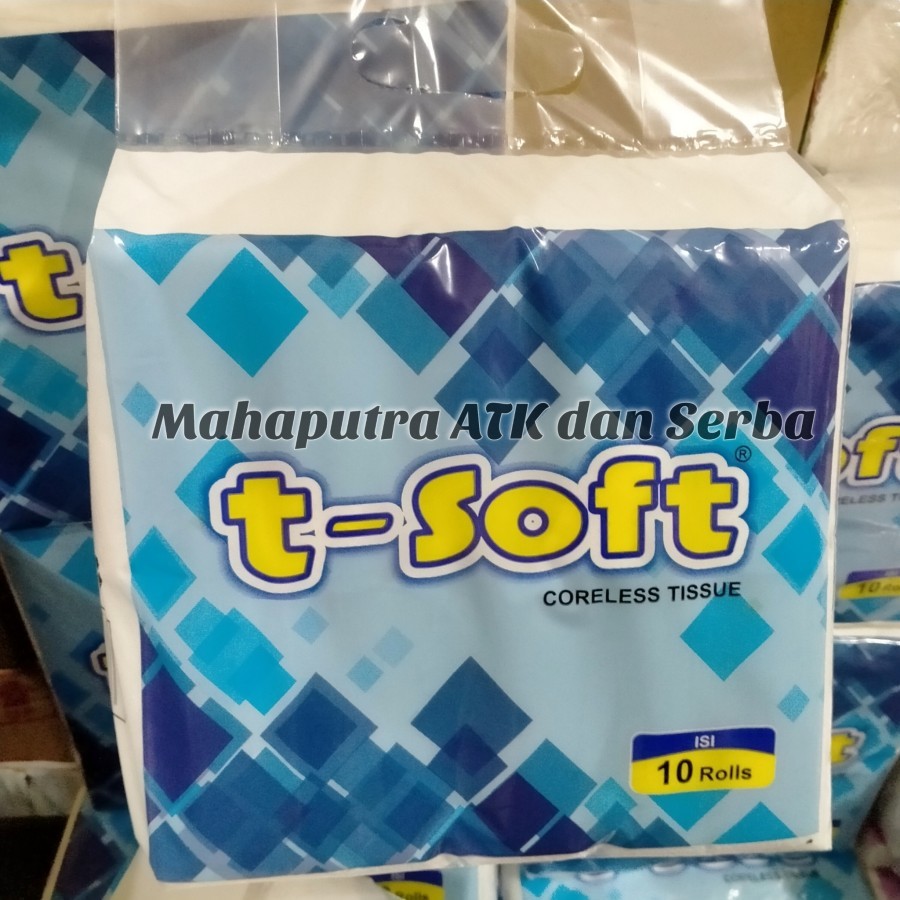 Mahaputra ATK dan Serba
t-soft®
CORELESS TISSUE
ISI
10 Rolls